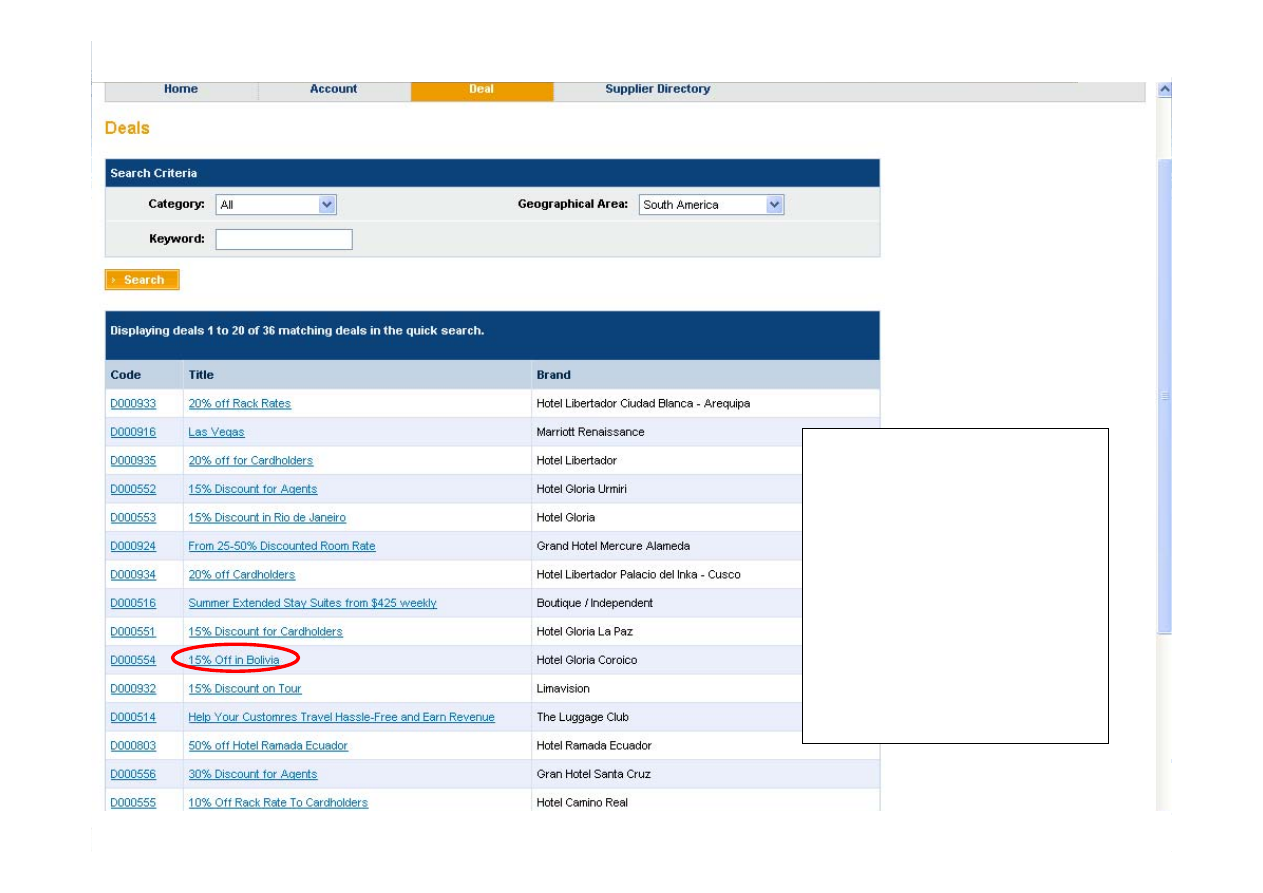 Home Account Deal Supplier Directory
Deals
Search Criteria
Category: All Geographical Area: South America
Keyword:
Search
Displaying deals 1 to 20 of 36 matching deals in the quick search.
Code Title Brand
D000933 20% off Rack Rates Hotel Libertador Ciudad Blanca - Arequipa
D000916 Las Vegas Marriott Renaissance
D000935 20% off for Cardholders Hotel Libertador
D000552 15% Discount for Agents Hotel Gloria Urmiri
D000553 15% Discount in Rio de Janeiro Hotel Gloria
D000924 From 25-50% Discounted Room Rate Grand Hotel Mercure Alameda
D000934 20% off Cardholders Hotel Libertador Palacio del Inka - Cusco
D000516 Summer Extended Stay Suites from $425 weekly Boutique / Independent
D000551 15% Discount for Cardholders Hotel Gloria La Paz
D000554 15% Off in Bolivia Hotel Gloria Coroico
D000932 15% Discount on Tour Limavision
D000514 Help Your Customres Travel Hassle-Free and Earn Revenue The Luggage Club
D000803 50% off Hotel Ramada Ecuador Hotel Ramada Ecuador
D000556 30% Discount for Agents Gran Hotel Santa Cruz
D000555 10% Off Rack Rate To Cardholders Hotel Camino Real